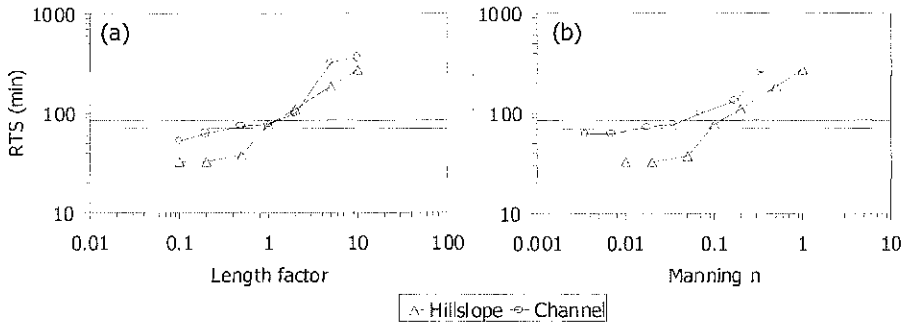 1000
(a)
100
10
RTS (min)
0.01 0.1 1 10 100
Length factor
1000
(b)
100
10
0.001 0.01 0.1 1 10
Manning n
Hillslope Channel